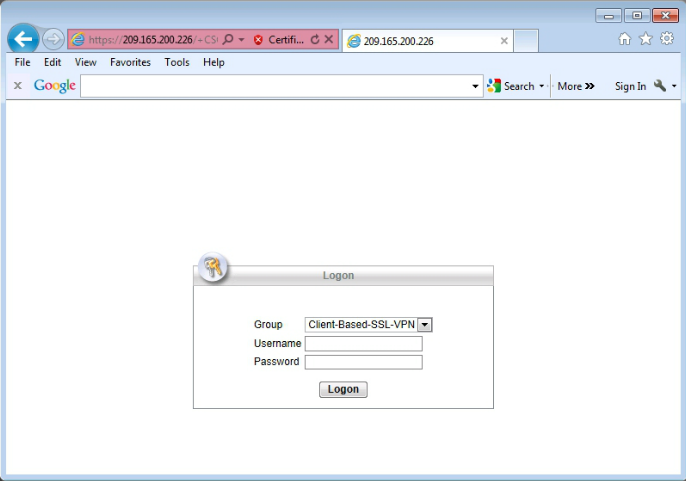 https://209.165.200.226/+CS Certifi... 209.165.200.226
File Edit View Favorites Tools Help
x Google Search More Sign In
Logon
Group Client-Based-SSL-VPN
Username
Password
Logon